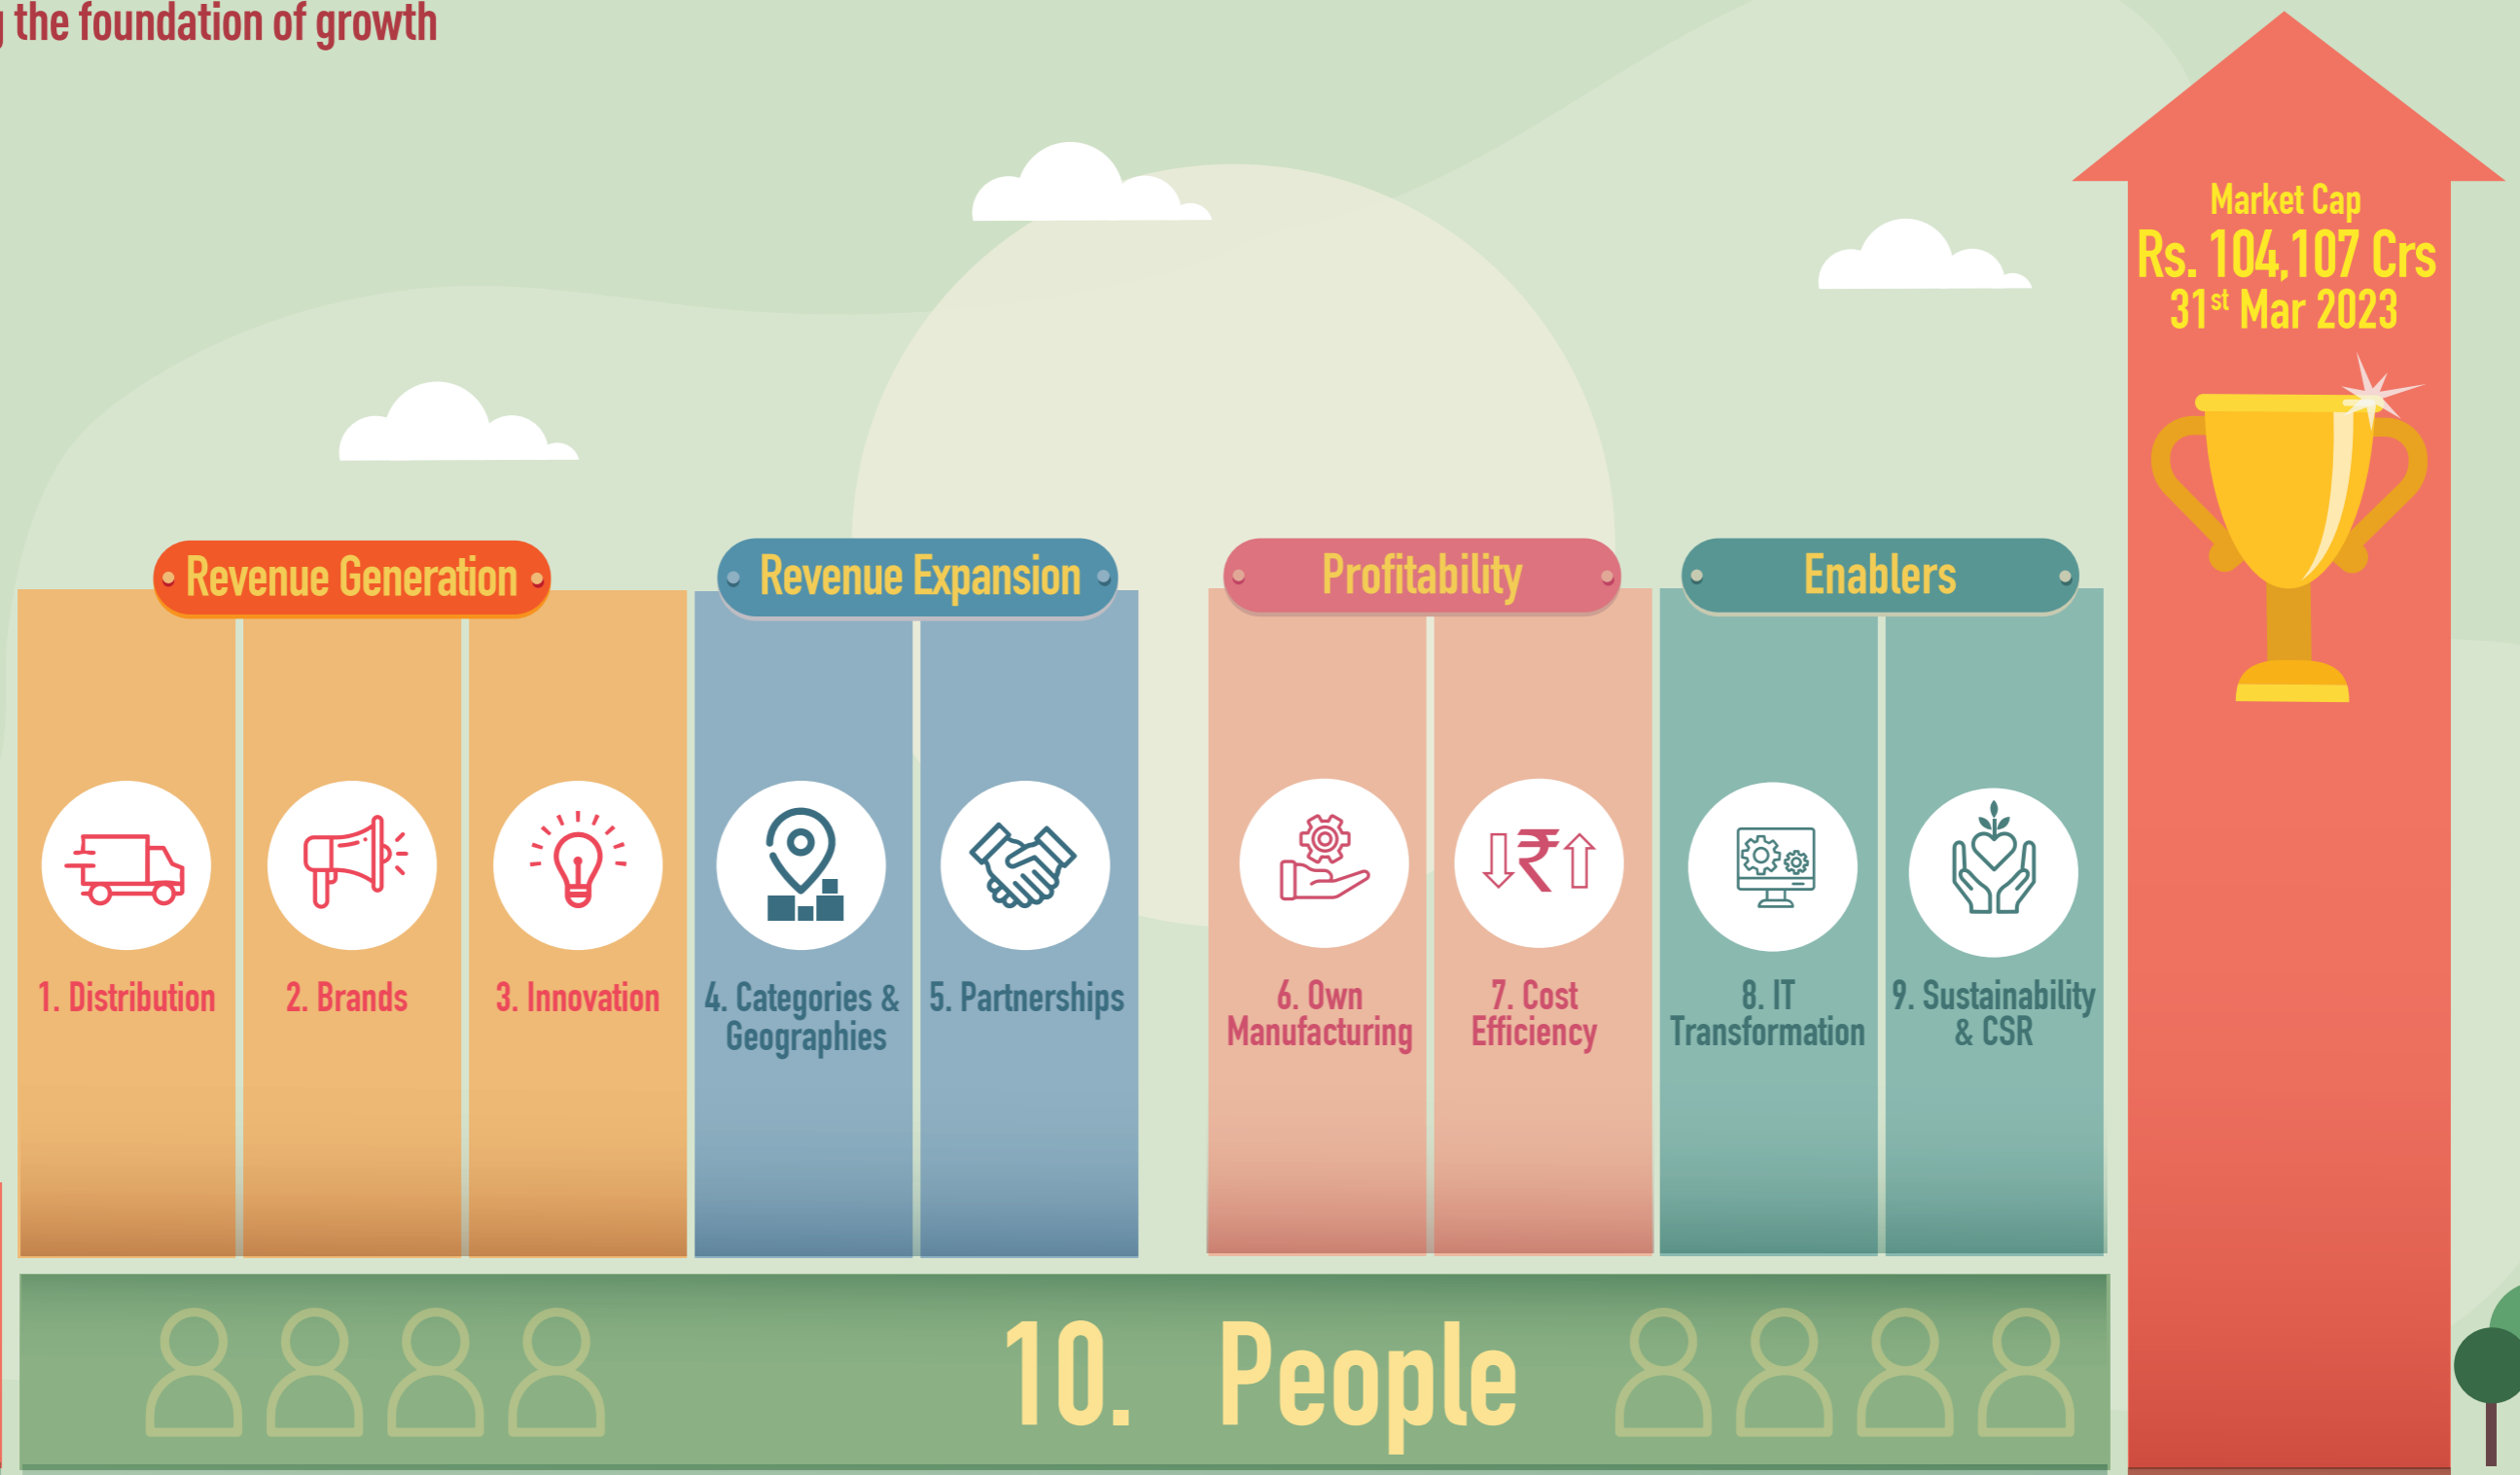 the foundation of growth
Market Cap
Rs. 104,107 Crs
31st Mar 2023
Revenue Generation
Revenue Expansion
Profitability
Enablers
1. Distribution
2. Brands
3. Innovation
4. Categories &
Geographies
5. Partnerships
6. Own
Manufacturing
7. Cost
Efficiency
8. IT
Transformation
9. Sustainability
& CSR
10. People